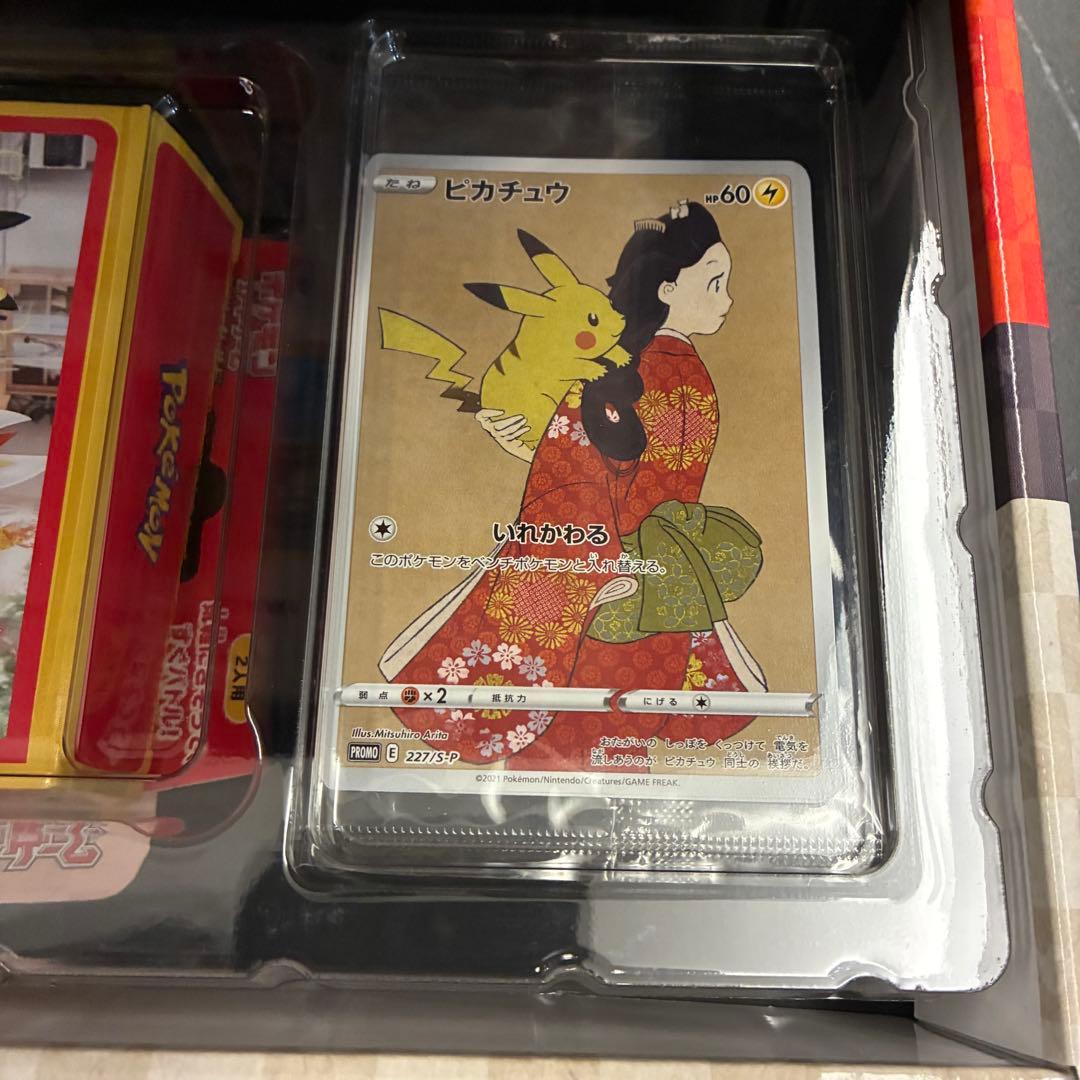 たね ピカチュウ HP60
いれかわる
このポケモンをベンチポケモンと入れ替える。
弱点 ×2 抵抗力 にげる
Illus.Mitsuhiro Arita
PROMO E 227/S-P
おたがいの しっぽを くっつけて 電気を
流しあうのが ピカチュウ 同士の 挨拶だ。
©2021 Pokémon/Nintendo/Creatures/GAME FREAK.
POKéMON
2人用